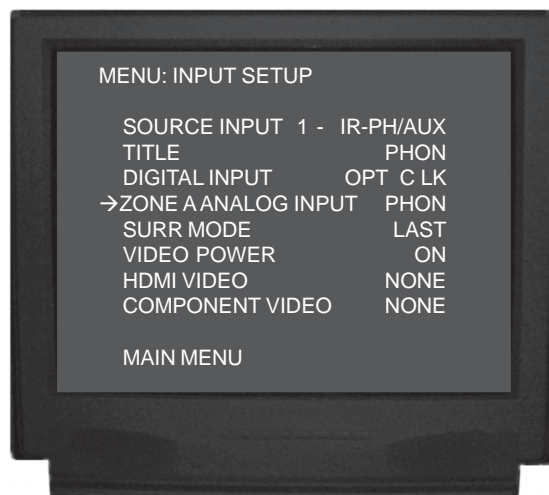 MENU: INPUT SETUP
SOURCE INPUT 1 - IR-PH/AUX
TITLE PHON
DIGITAL INPUT OPT C LK
→ZONE A ANALOG INPUT PHON
SURR MODE LAST
VIDEO POWER ON
HDMI VIDEO NONE
COMPONENT VIDEO NONE
MAIN MENU